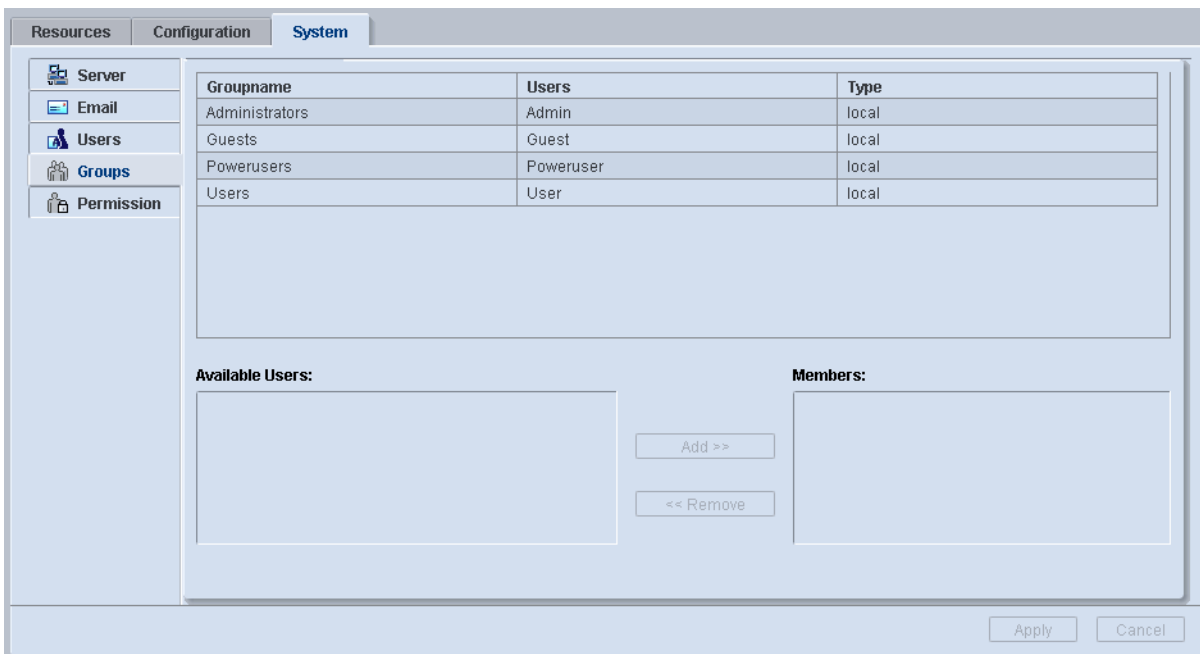 Resources Configuration System
Server
Email
Users
Groups
Permission
Groupname Users Type
Administrators Admin local
Guests Guest local
Powerusers Poweruser local
Users User local
Available Users: Members:
Add >>
<< Remove
Apply Cancel